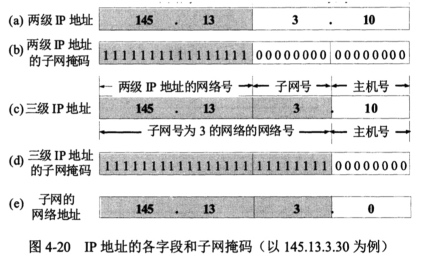 (a) 两级 IP 地址 145 . 13 . 3 . 10
(b) 两级 IP 地址
的子网掩码 1111111111111111 00000000 00000000
两级 IP 地址的网络号 子网号 主机号
(c) 三级 IP 地址 145 . 13 . 3 . 10
子网号为 3 的网络的网络号 主机号
(d) 三级 IP 地址
的子网掩码 1111111111111111 11111111 00000000
(e) 子网的
网络地址 145 . 13 . 3 . 0
图 4-20 IP 地址的各字段和子网掩码（以 145.13.3.30 为例）